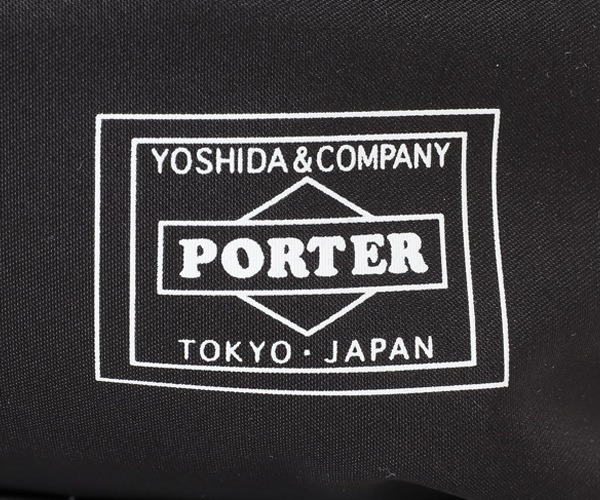 YOSHIDA & COMPANY
PORTER
TOKYO · JAPAN